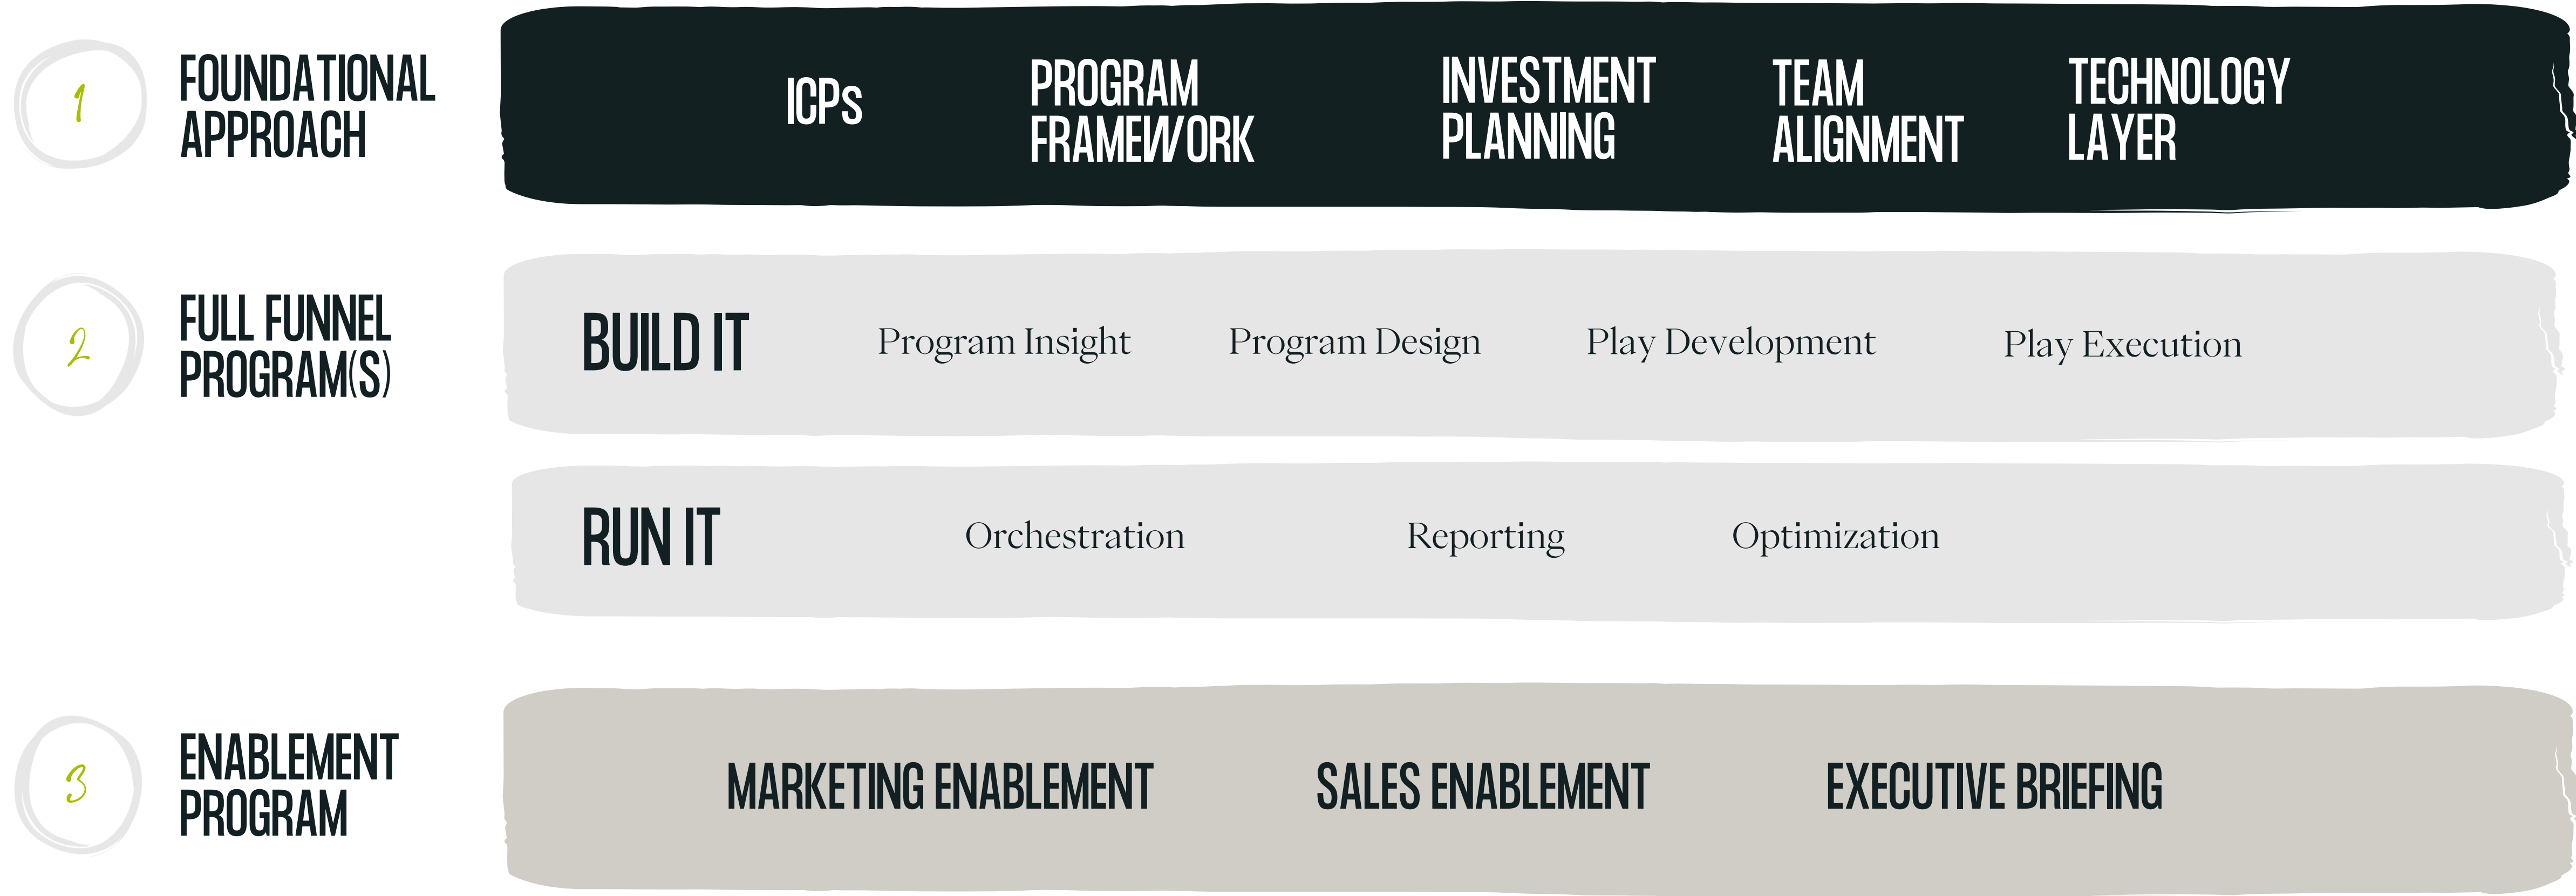 1
FOUNDATIONAL
APPROACH
ICPs
PROGRAM
FRAMEWORK
INVESTMENT
PLANNING
TEAM
ALIGNMENT
TECHNOLOGY
LAYER
2
FULL FUNNEL
PROGRAM(S)
BUILD IT
Program Insight
Program Design
Play Development
Play Execution
RUN IT
Orchestration
Reporting
Optimization
3
ENABLEMENT
PROGRAM
MARKETING ENABLEMENT
SALES ENABLEMENT
EXECUTIVE BRIEFING